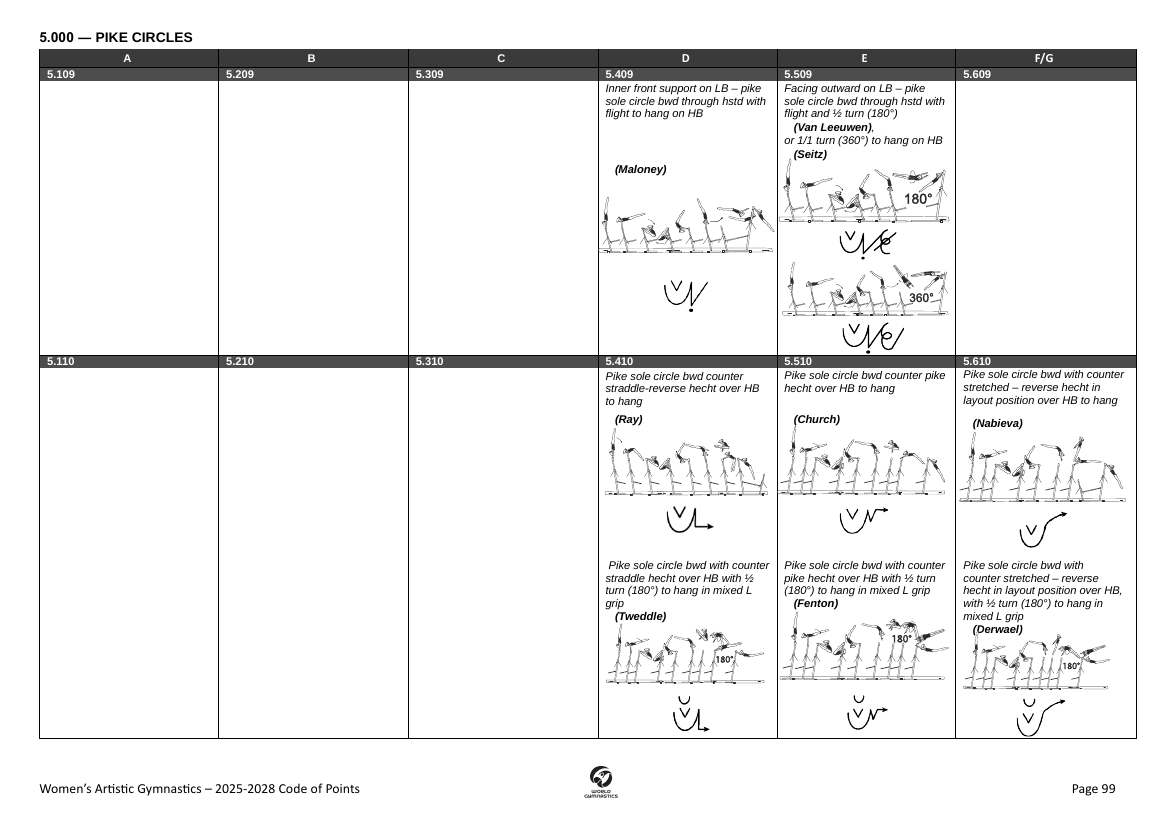 5.000 — PIKE CIRCLES
A B C D E F/G
5.109 5.209 5.309 5.409 5.509 5.609
Inner front support on LB – pike
sole circle bwd through hstd with
flight to hang on HB
(Maloney)
Facing outward on LB – pike
sole circle bwd through hstd with
flight and ½ turn (180°)
(Van Leeuwen),
or 1/1 turn (360°) to hang on HB
(Seitz)
180°
360°
5.110 5.210 5.310 5.410 5.510 5.610
Pike sole circle bwd counter
straddle-reverse hecht over HB
to hang
(Ray)
Pike sole circle bwd counter pike
hecht over HB to hang
(Church)
Pike sole circle bwd with counter
stretched – reverse hecht in
layout position over HB to hang
(Nabieva)
Pike sole circle bwd with counter
straddle hecht over HB with ½
turn (180°) to hang in mixed L
grip
(Tweddle)
180°
Pike sole circle bwd with counter
pike hecht over HB with ½ turn
(180°) to hang in mixed L grip
(Fenton)
180°
Pike sole circle bwd with
counter stretched – reverse
hecht in layout position over HB,
with ½ turn (180°) to hang in
mixed L grip
(Derwael)
180°
Women's Artistic Gymnastics – 2025-2028 Code of Points
WORLD
GYMNASTICS
Page 99